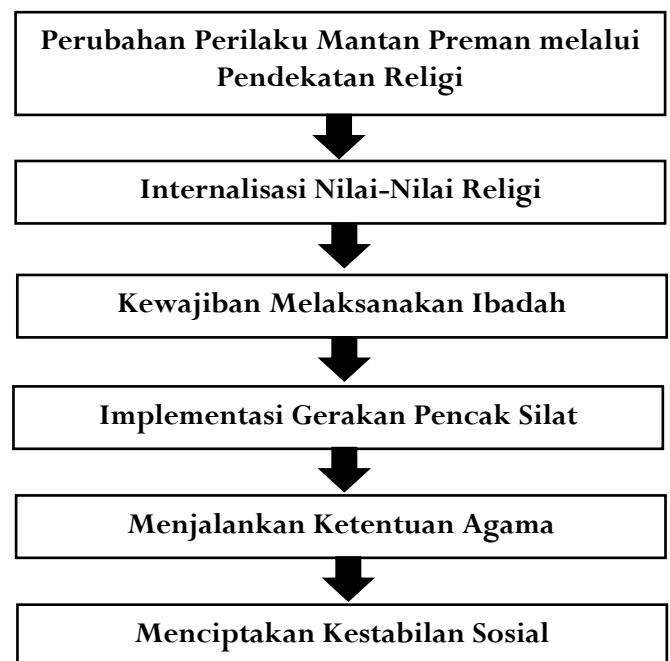 Perubahan Perilaku Mantan Preman melalui
Pendekatan Religi
Internalisasi Nilai-Nilai Religi
Kewajiban Melaksanakan Ibadah
Implementasi Gerakan Pencak Silat
Menjalankan Ketentuan Agama
Menciptakan Kestabilan Sosial